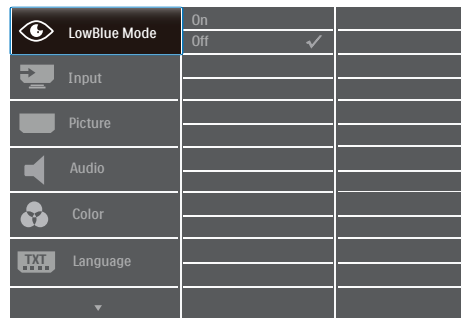 LowBlue Mode
On
Off
Input
Picture
Audio
Color
TXT
Language